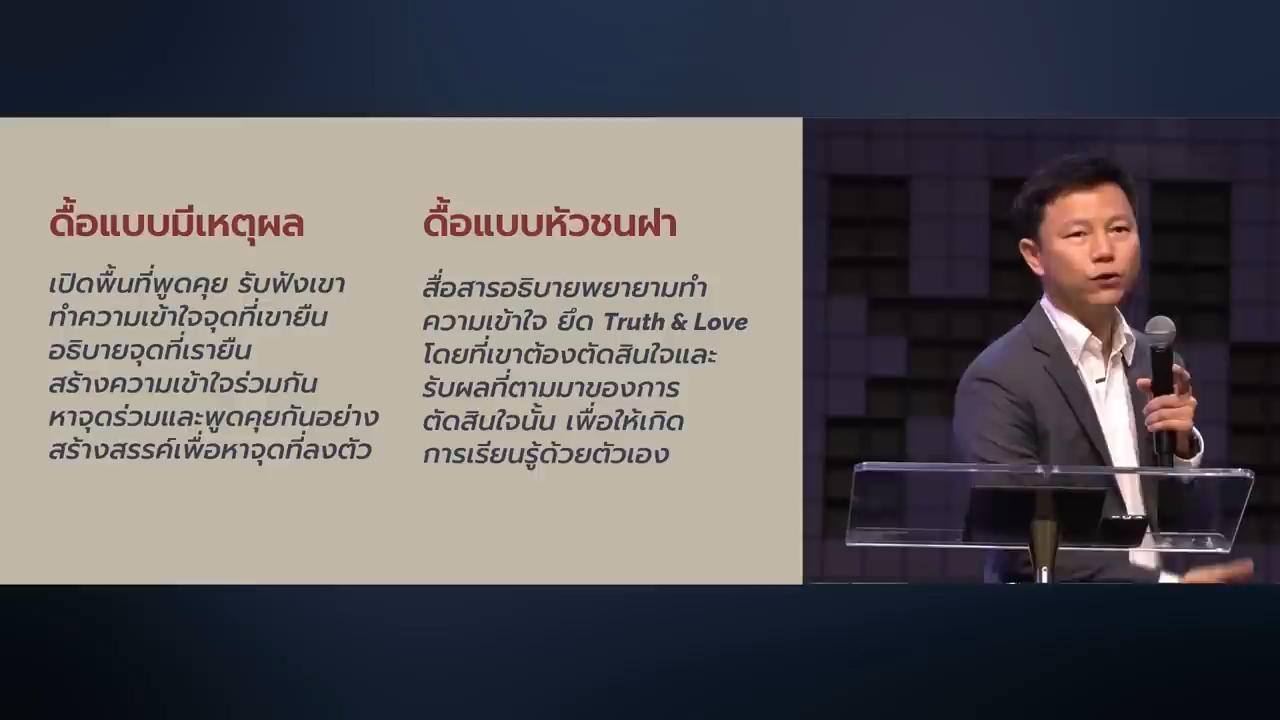 ดื้อแบบมีเหตุผล
เปิดพื้นที่พูดคุย รับฟังเขา
ทำความเข้าใจจุดที่เขายืน
อธิบายจุดที่เรายืน
สร้างความเข้าใจร่วมกัน
หาจุดร่วมและพูดคุยกันอย่าง
สร้างสรรค์เพื่อหาจุดที่ลงตัว
ดื้อแบบหัวชนฝา
สื่อสารอธิบายพยายามทำ
ความเข้าใจ ยึด Truth & Love
โดยที่เขาต้องตัดสินใจและ
รับผลที่ตามมาของการ
ตัดสินใจนั้น เพื่อให้เกิด
การเรียนรู้ด้วยตัวเอง